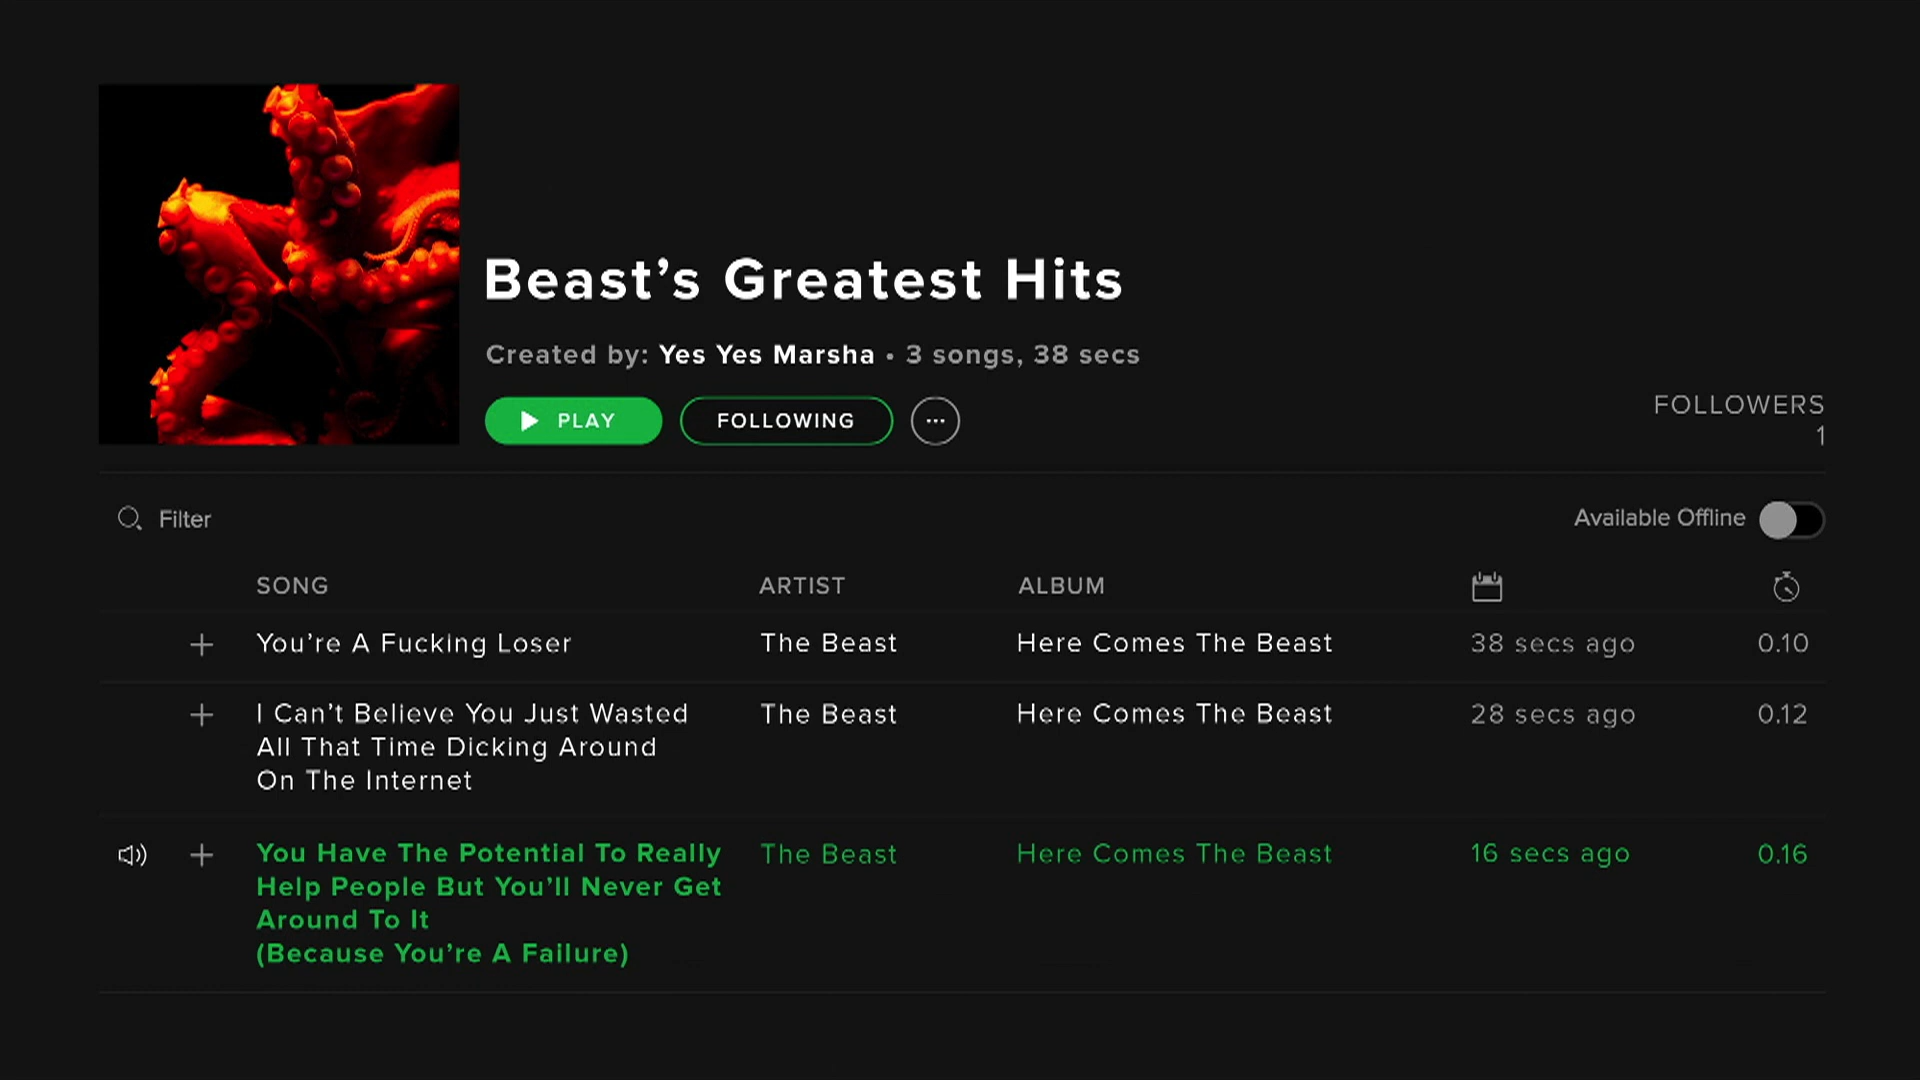 Beast’s Greatest Hits
Created by: Yes Yes Marsha • 3 songs, 38 secs
PLAY FOLLOWING
FOLLOWERS
1
Filter
Available Offline
SONG ARTIST ALBUM
You’re A Fucking Loser The Beast Here Comes The Beast 38 secs ago 0.10
I Can’t Believe You Just Wasted The Beast Here Comes The Beast 28 secs ago 0.12
All That Time Dicking Around
On The Internet
You Have The Potential To Really The Beast Here Comes The Beast 16 secs ago 0.16
Help People But You’ll Never Get
Around To It
(Because You’re A Failure)